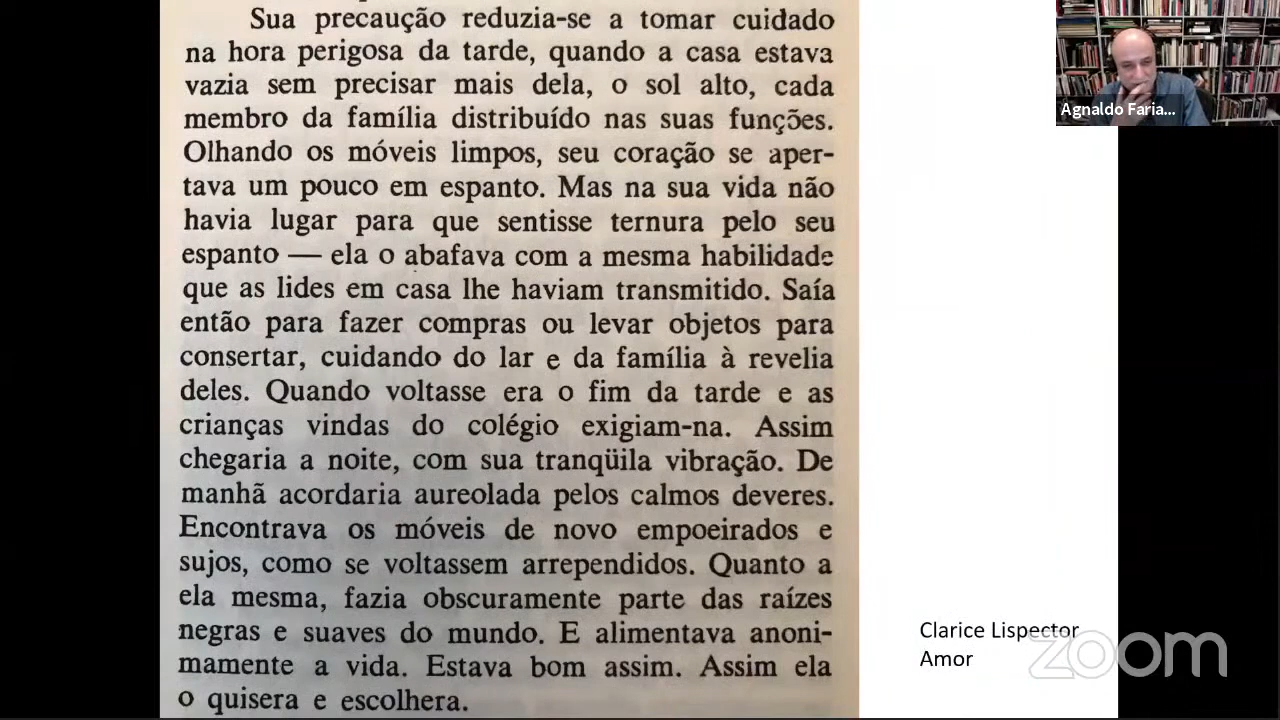 Sua precaução reduzia-se a tomar cuidado
na hora perigosa da tarde, quando a casa estava
vazia sem precisar mais dela, o sol alto, cada
membro da família distribuído nas suas funções.
Olhando os móveis limpos, seu coração se aper-
tava um pouco em espanto. Mas na sua vida não
havia lugar para que sentisse ternura pelo seu
espanto — ela o abafava com a mesma habilidade
que as lides em casa lhe haviam transmitido. Saía
então para fazer compras ou levar objetos para
consertar, cuidando do lar e da família à revelia
deles. Quando voltasse era o fim da tarde e as
crianças vindas do colégio exigiam-na. Assim
chegaria a noite, com sua tranqüila vibração. De
manhã acordaria aureolada pelos calmos deveres.
Encontrava os móveis de novo empoeirados e
sujos, como se voltassem arrependidos. Quanto a
ela mesma, fazia obscuramente parte das raízes
negras e suaves do mundo. E alimentava anoni-
mamente a vida. Estava bom assim. Assim ela
o quisera e escolhera.
Agnaldo Faria...
Clarice Lispector
Amor
zoom